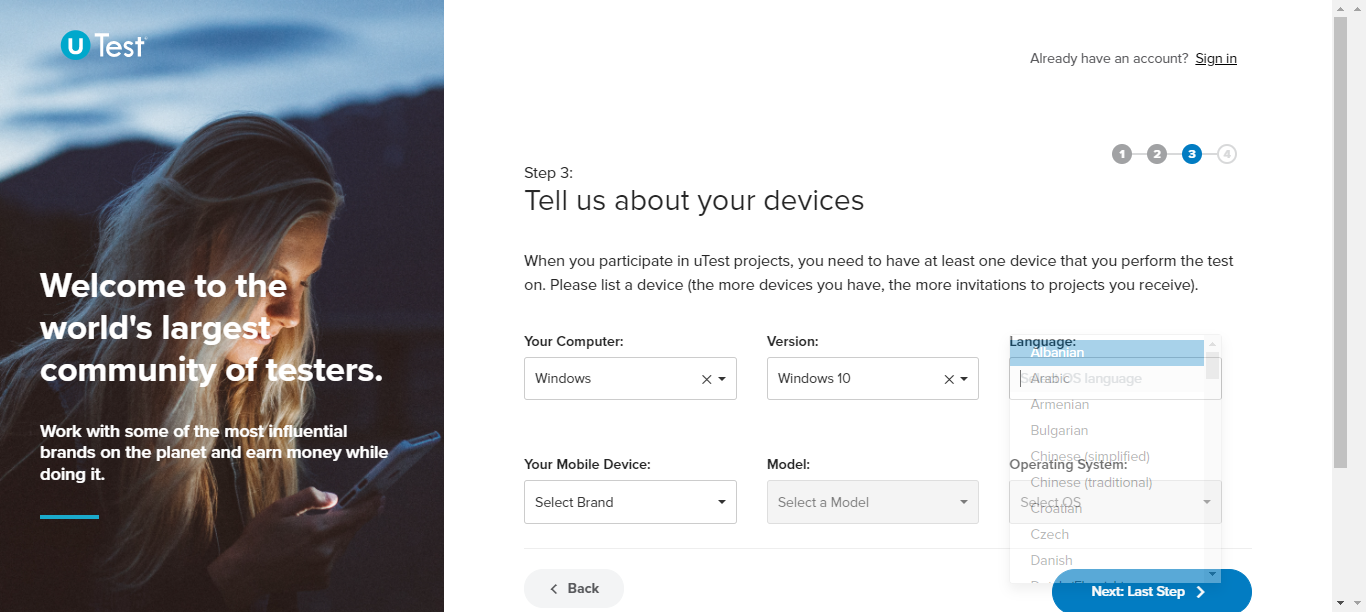 U Test
Already have an account? Sign in
1 2 3 4
Step 3:
Tell us about your devices
Welcome to the
world's largest
community of testers.
Work with some of the most influential
brands on the planet and earn money while
doing it.
When you participate in uTest projects, you need to have at least one device that you perform the test
on. Please list a device (the more devices you have, the more invitations to projects you receive).
Your Computer: Version: Language:
Windows Windows 10 Select OS language
Your Mobile Device: Model: Operating System:
Select Brand Select a Model Select OS
Albanian
Arabic
Armenian
Bulgarian
Chinese (simplified)
Chinese (traditional)
Croatian
Czech
Danish
Back Next: Last Step